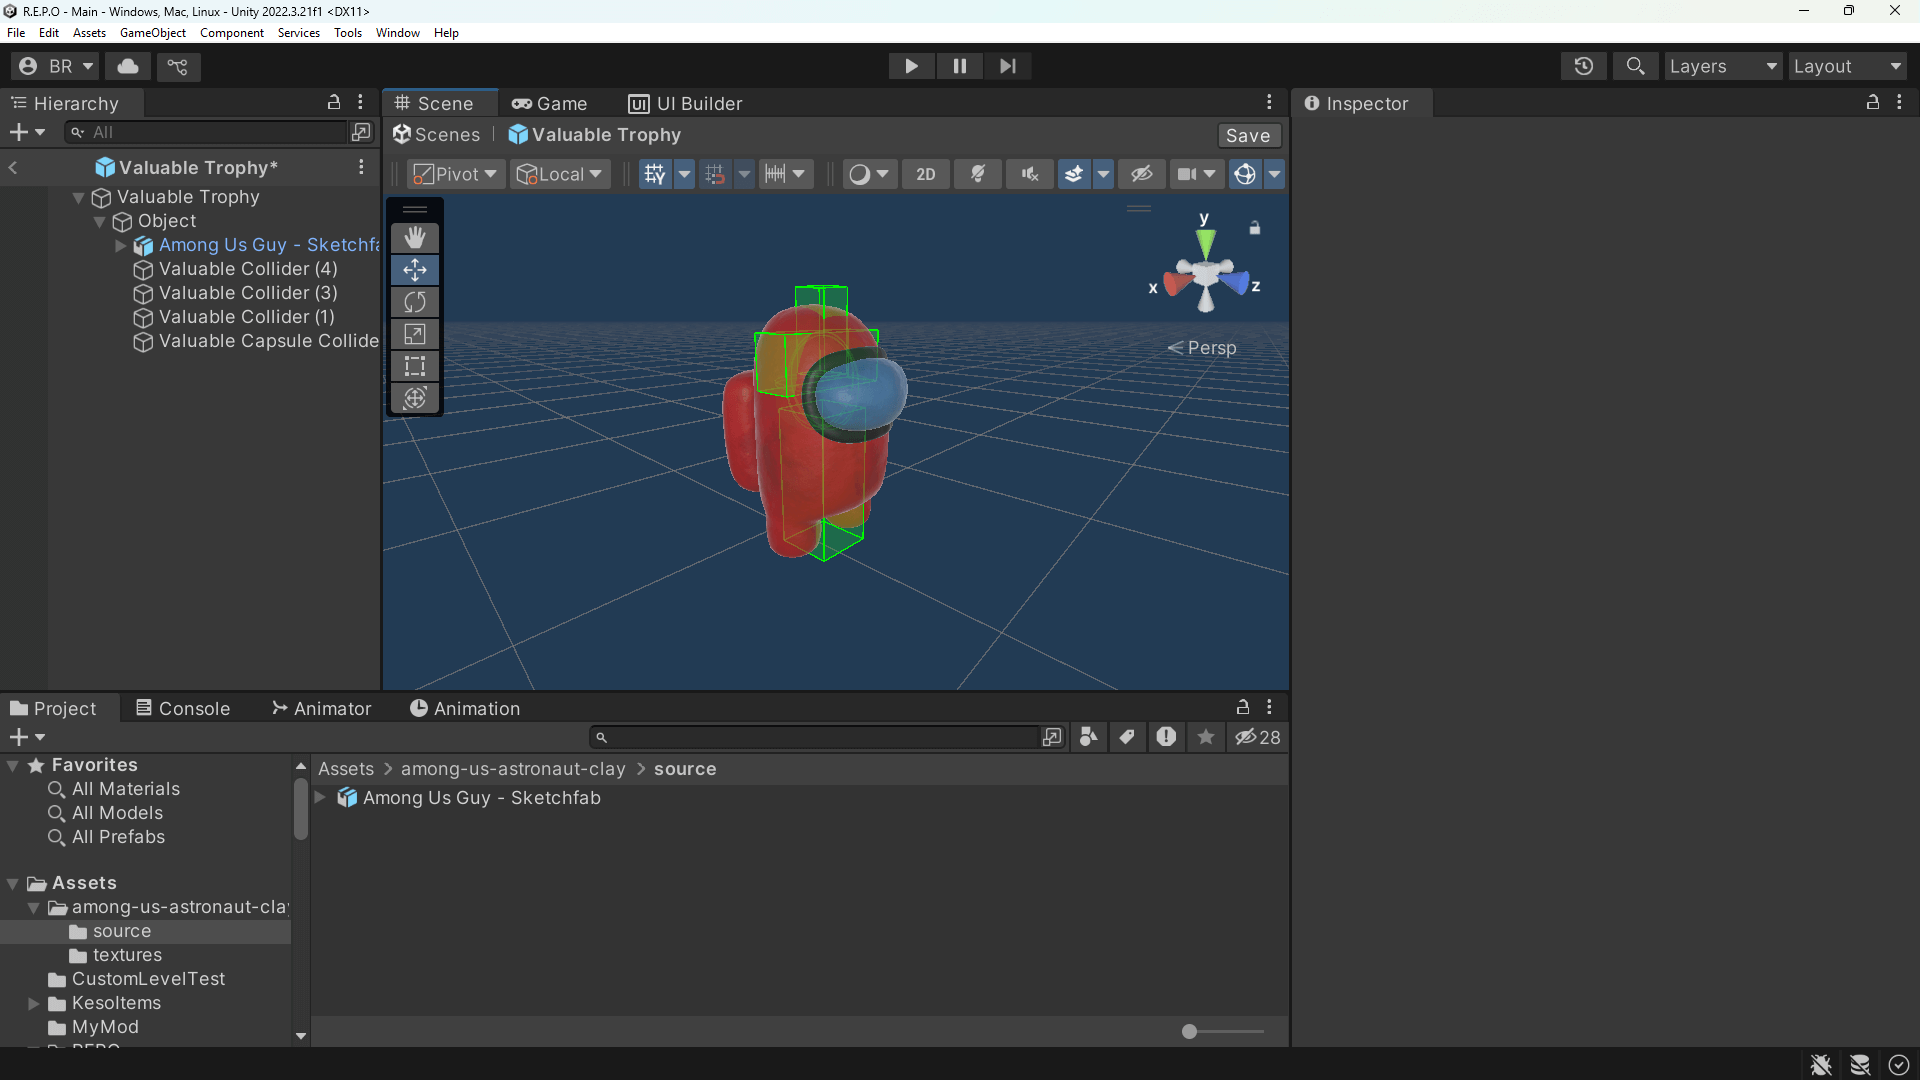 R.E.P.O - Main - Windows, Mac, Linux - Unity 2022.3.21f1 <DX11>
File Edit Assets GameObject Component Services Tools Window Help
BR
Layers Layout
Hierarchy
All
Valuable Trophy*
Valuable Trophy
Object
Among Us Guy - Sketchfa
Valuable Collider (4)
Valuable Collider (3)
Valuable Collider (1)
Valuable Capsule Collide
Scene Game UI UI Builder
Scenes Valuable Trophy Save
Pivot Local 2D
y
x z
Persp
Inspector
Project Console Animator Animation
28
Favorites
All Materials
All Models
All Prefabs
Assets
among-us-astronaut-clay
source
textures
CustomLevelTest
KesoItems
MyMod
REPO
Assets > among-us-astronaut-clay > source
Among Us Guy - Sketchfab